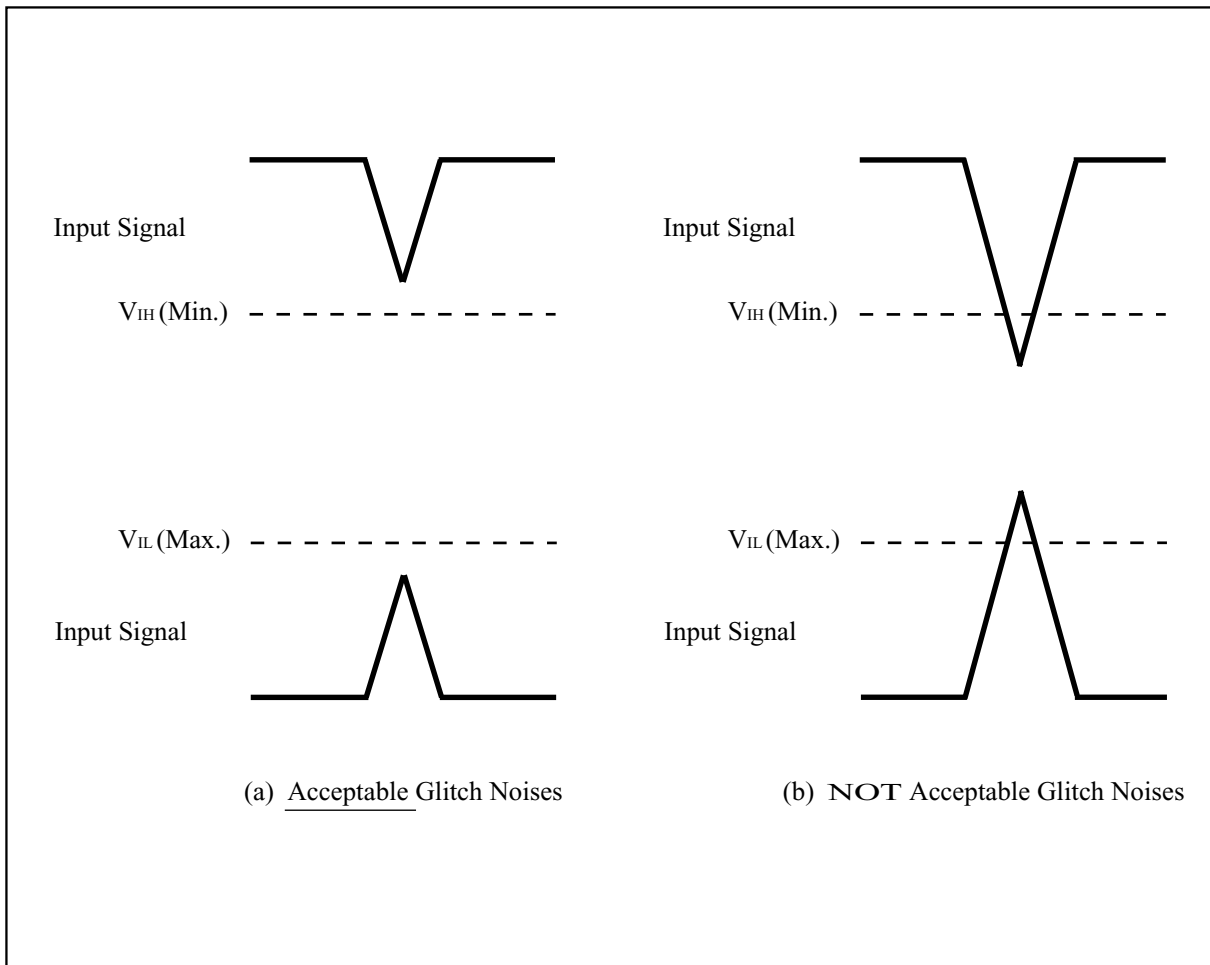 Input Signal
Input Signal
VIH (Min.)
VIH (Min.)
VIL (Max.)
VIL (Max.)
Input Signal
Input Signal
(a) Acceptable Glitch Noises
(b) NOT Acceptable Glitch Noises